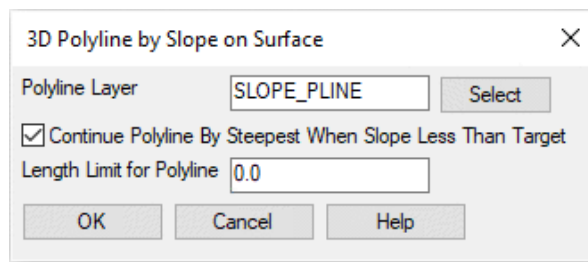 3D Polyline by Slope on Surface
Polyline Layer SLOPE_PLINE Select
Continue Polyline By Steepest When Slope Less Than Target
Length Limit for Polyline 0.0
OK Cancel Help